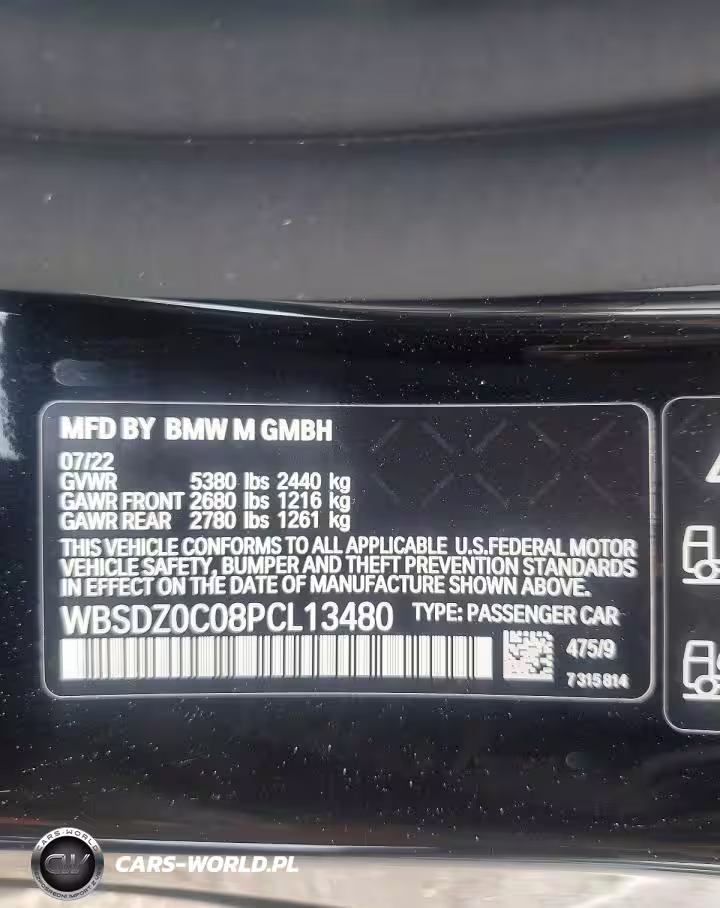 MFD BY BMW M GMBH
07/22
GVWR 5380 lbs 2440 kg
GAWR FRONT 2680 lbs 1216 kg
GAWR REAR 2780 lbs 1261 kg
THIS VEHICLE CONFORMS TO ALL APPLICABLE U.S.FEDERAL MOTOR
VEHICLE SAFETY, BUMPER AND THEFT PREVENTION STANDARDS
IN EFFECT ON THE DATE OF MANUFACTURE SHOWN ABOVE.
WBSDZ0C08PCL13480 TYPE: PASSENGER CAR
475/9
7315814
CARS-WORLD
CW
CARS-WORLD.PL